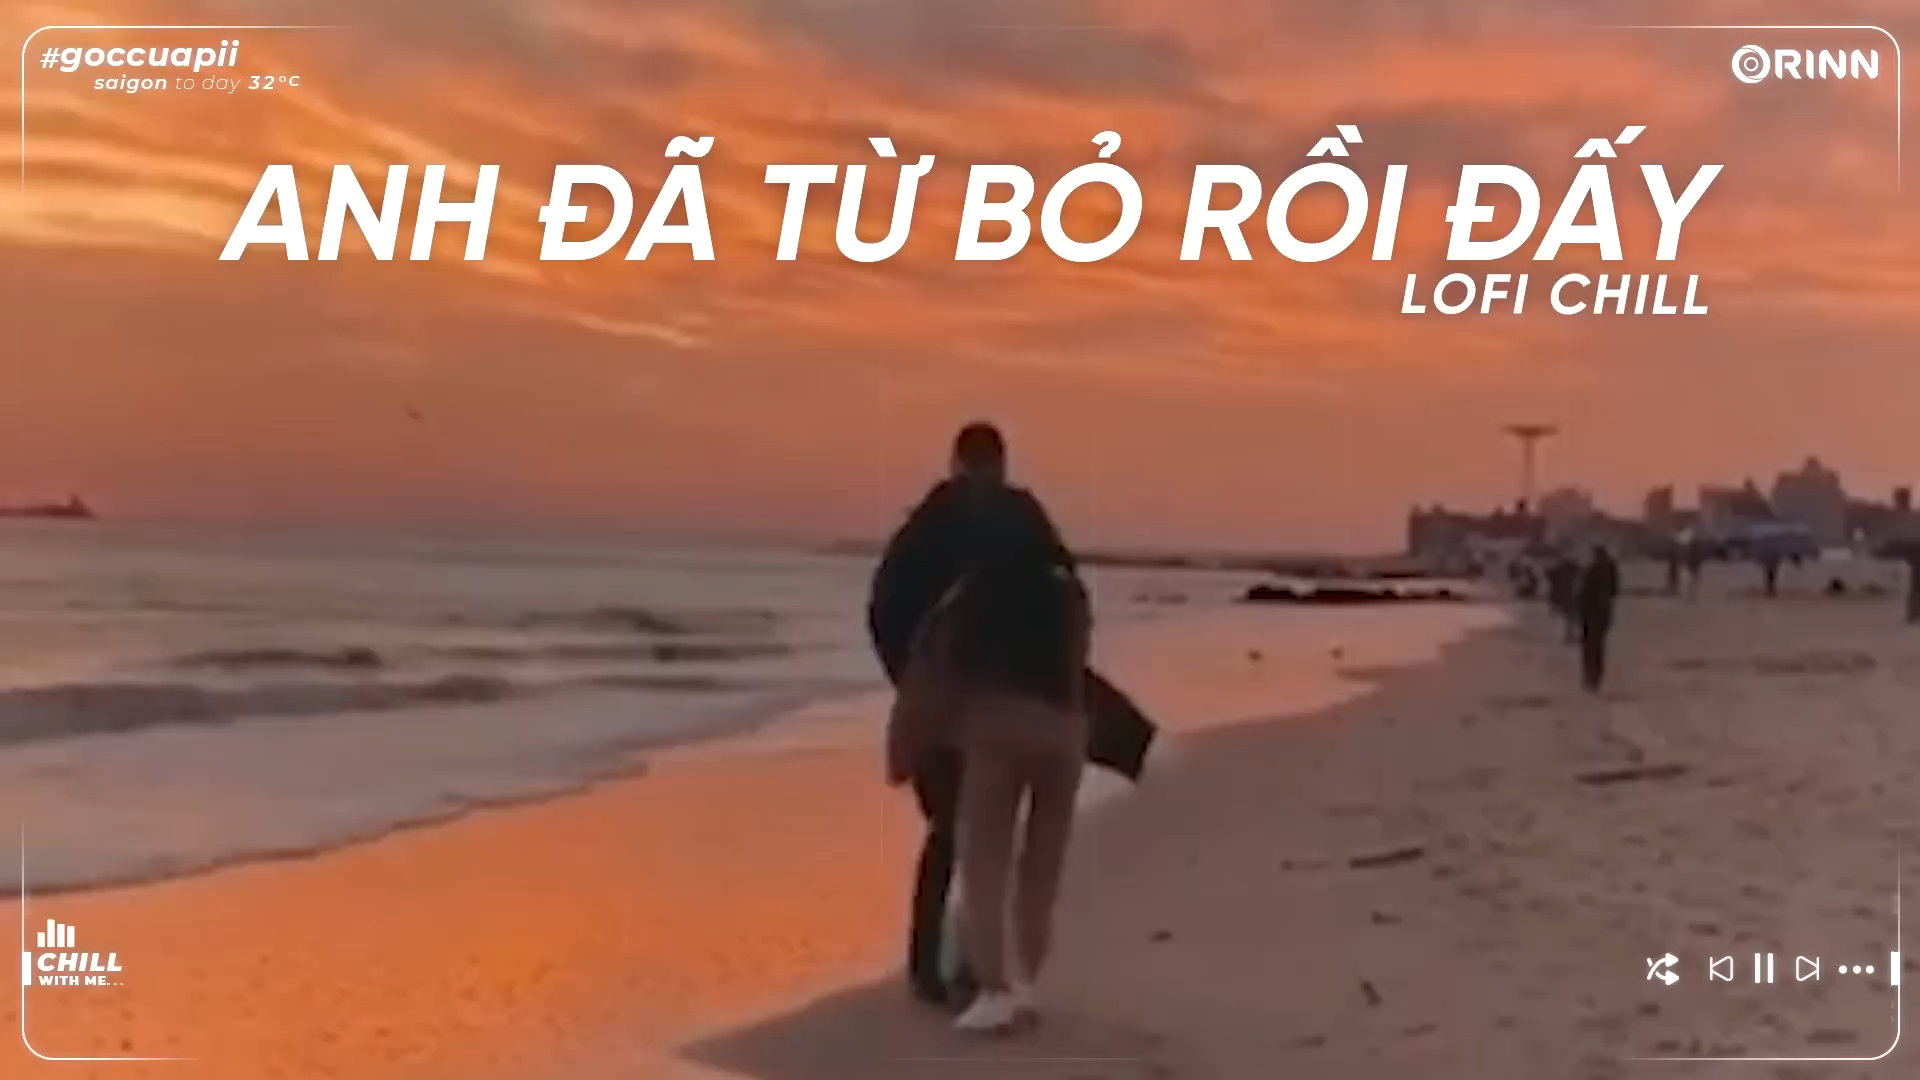 #goccuapii
saigon to day 32°C
ORINN
ANH ĐÃ TỪ BỎ RỒI ĐẤY
LOFI CHILL
CHILL
WITH ME...